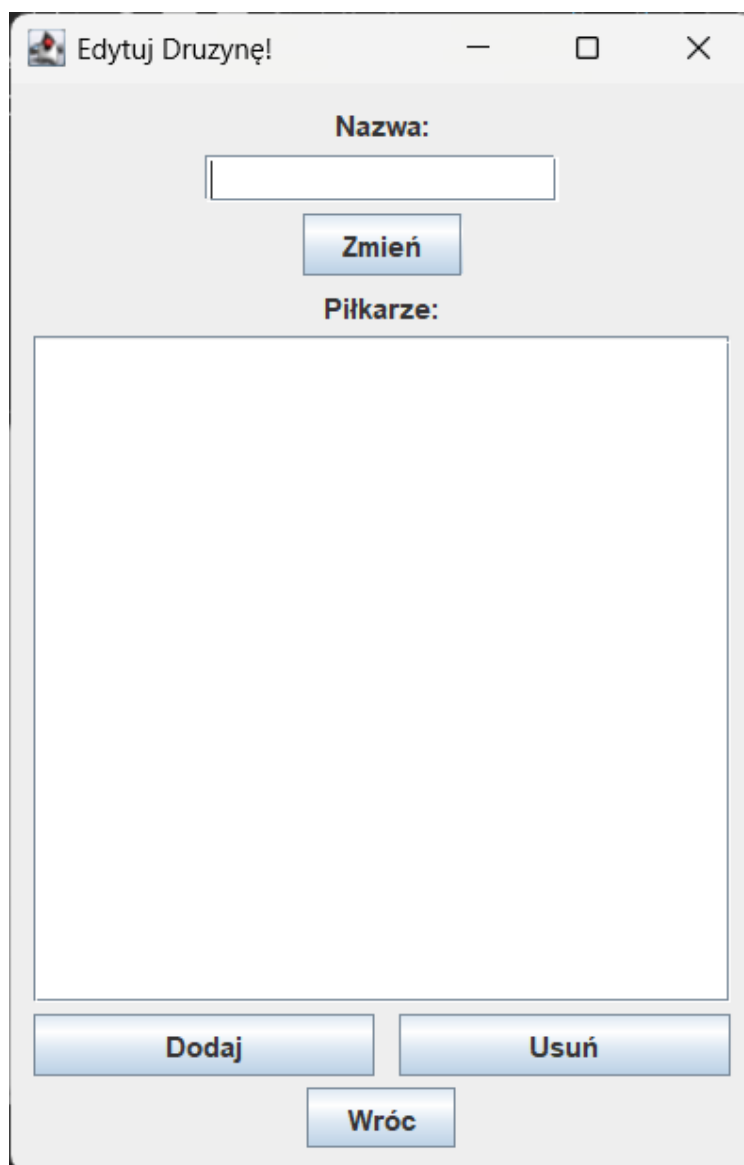 Edytuj Druzynę!
Nazwa:
Zmień
Piłkarze:
Dodaj Usuń
Wróc